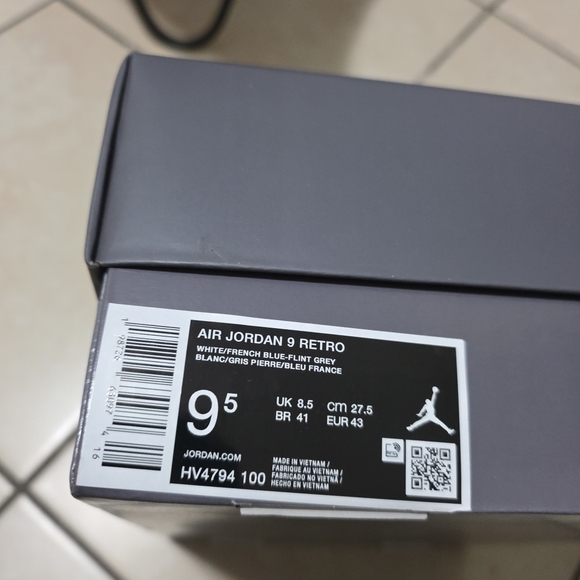 AIR JORDAN 9 RETRO
WHITE/FRENCH BLUE-FLINT GREY
BLANC/GRIS PIERRE/BLEU FRANCE
9 5
UK 8.5 CM 27.5
BR 41 EUR 43
JORDAN.COM
HV4794 100
MADE IN VIETNAM /
FABRIQUE AU VIETNAM /
FABRICADO NO VIETNÃ /
HECHO EN VIETNAM